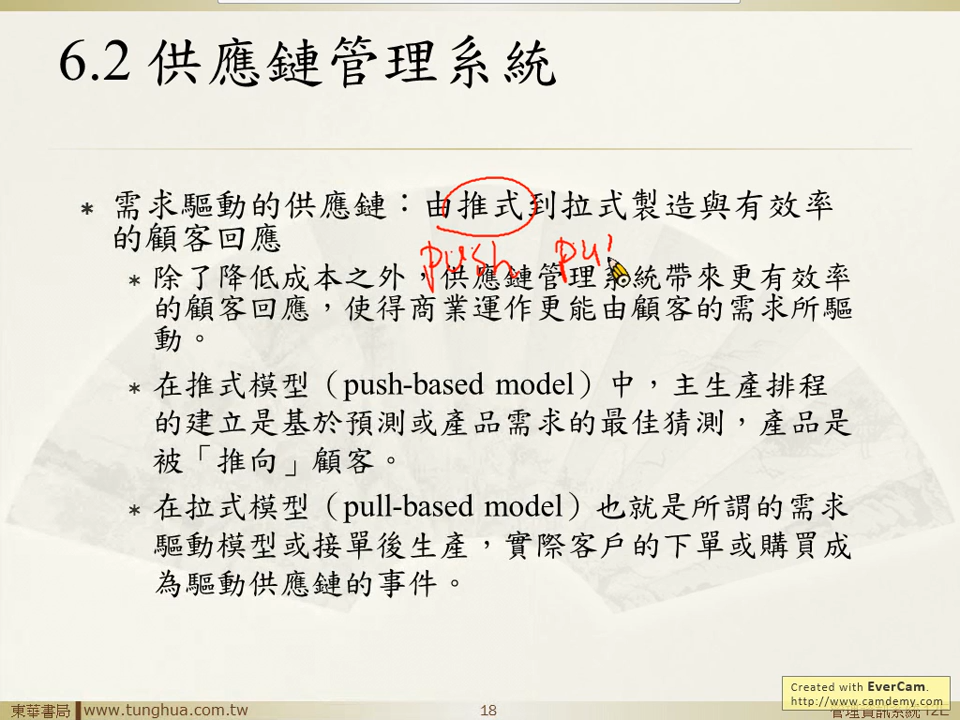 6.2 供應鏈管理系統
* 需求驅動的供應鏈：由推式到拉式製造與有效率
的顧客回應
push pu
* 除了降低成本之外，供應鏈管理系統帶來更有效率
的顧客回應，使得商業運作更能由顧客的需求所驅
動。
* 在推式模型（push-based model）中，主生產排程
的建立是基於預測或產品需求的最佳猜測，產品是
被「推向」顧客。
* 在拉式模型（pull-based model）也就是所謂的需求
驅動模型或接單後生產，實際客戶的下單或購買成
為驅動供應鏈的事件。
Created with EverCam.
http://www.camdemy.com
東華書局 www.tunghua.com.tw 18 管理資訊系統 12E